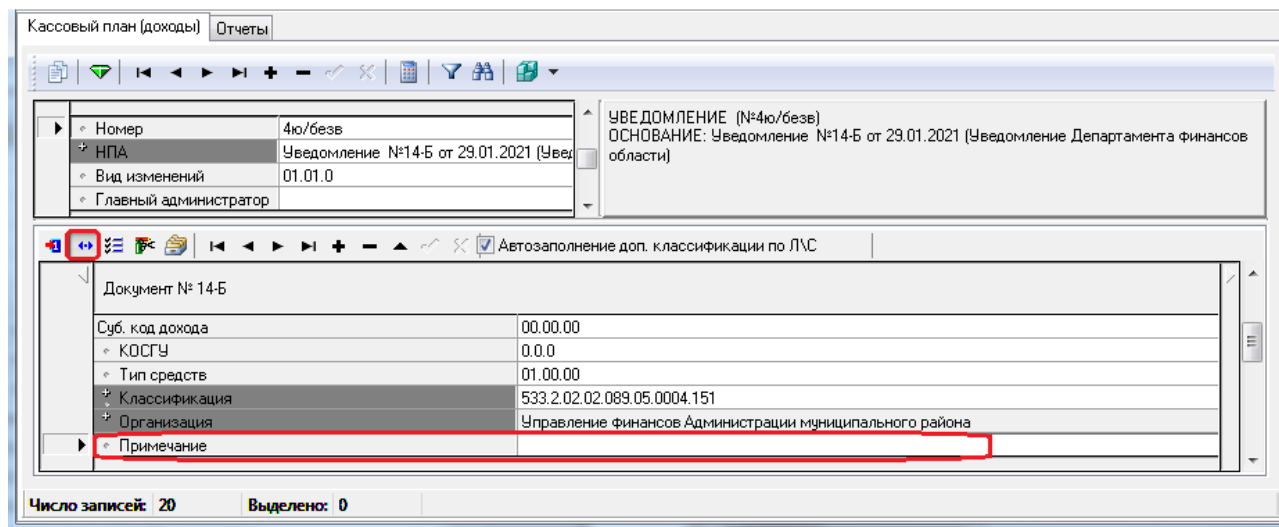 Кассовый план (доходы) Отчеты
Номер 4ю/безв
НПА Уведомление №14-Б от 29.01.2021 (Увед
Вид изменений 01.01.0
Главный администратор
УВЕДОМЛЕНИЕ (№4ю/безв)
ОСНОВАНИЕ: Уведомление №14-Б от 29.01.2021 (Уведомление Департамента финансов
области)
Автозаполнение доп. классификации по Л\С
Документ № 14-Б
Суб. код дохода 00.00.00
КОСГУ 0.0.0
Тип средств 01.00.00
Классификация 533.2.02.02.089.05.0004.151
Организация Управление финансов Администрации муниципального района
Примечание
Число записей: 20 Выделено: 0